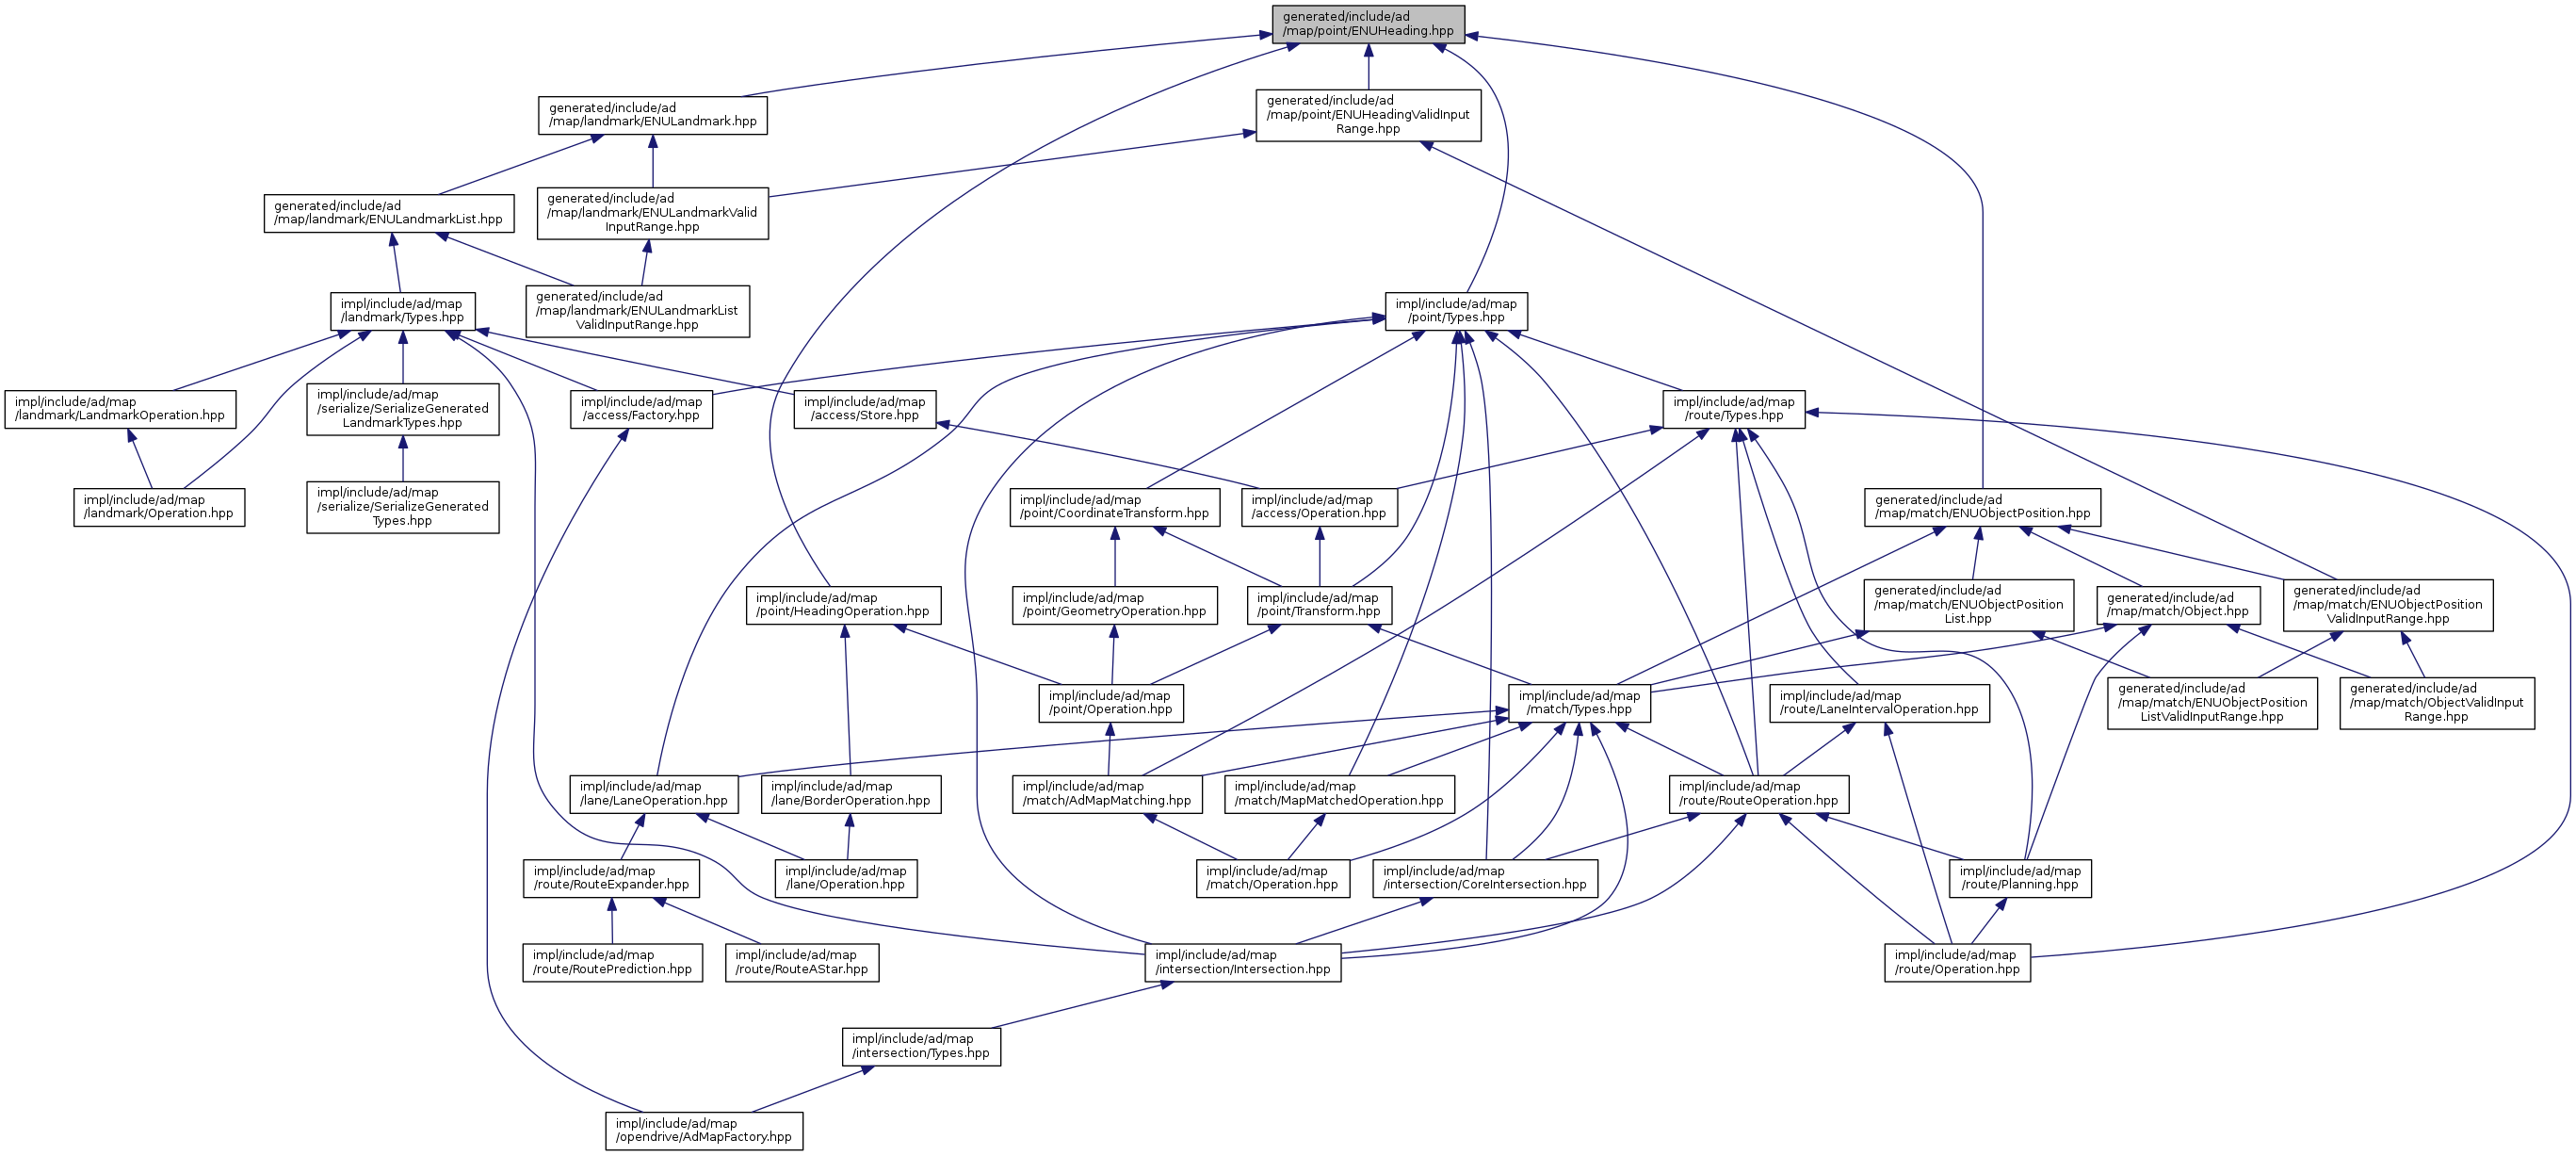 generated/include/ad
/map/point/ENUHeading.hpp
generated/include/ad
/map/landmark/ENULandmark.hpp
generated/include/ad
/map/point/ENUHeadingValidInput
Range.hpp
generated/include/ad
/map/landmark/ENULandmarkList.hpp
generated/include/ad
/map/landmark/ENULandmarkValid
InputRange.hpp
impl/include/ad/map
/landmark/Types.hpp
generated/include/ad
/map/landmark/ENULandmarkList
ValidInputRange.hpp
impl/include/ad/map
/point/Types.hpp
impl/include/ad/map
/landmark/LandmarkOperation.hpp
impl/include/ad/map
/serialize/SerializeGenerated
LandmarkTypes.hpp
impl/include/ad/map
/access/Factory.hpp
impl/include/ad/map
/access/Store.hpp
impl/include/ad/map
/route/Types.hpp
impl/include/ad/map
/landmark/Operation.hpp
impl/include/ad/map
/serialize/SerializeGenerated
Types.hpp
impl/include/ad/map
/point/CoordinateTransform.hpp
impl/include/ad/map
/access/Operation.hpp
generated/include/ad
/map/match/ENUObjectPosition.hpp
impl/include/ad/map
/point/HeadingOperation.hpp
impl/include/ad/map
/point/GeometryOperation.hpp
impl/include/ad/map
/point/Transform.hpp
generated/include/ad
/map/match/ENUObjectPosition
List.hpp
generated/include/ad
/map/match/Object.hpp
generated/include/ad
/map/match/ENUObjectPosition
ValidInputRange.hpp
impl/include/ad/map
/point/Operation.hpp
impl/include/ad/map
/match/Types.hpp
impl/include/ad/map
/route/LaneIntervalOperation.hpp
generated/include/ad
/map/match/ENUObjectPosition
ListValidInputRange.hpp
generated/include/ad
/map/match/ObjectValidInput
Range.hpp
impl/include/ad/map
/lane/LaneOperation.hpp
impl/include/ad/map
/lane/BorderOperation.hpp
impl/include/ad/map
/match/AdMapMatching.hpp
impl/include/ad/map
/match/MapMatchedOperation.hpp
impl/include/ad/map
/route/RouteOperation.hpp
impl/include/ad/map
/route/RouteExpander.hpp
impl/include/ad/map
/lane/Operation.hpp
impl/include/ad/map
/match/Operation.hpp
impl/include/ad/map
/intersection/CoreIntersection.hpp
impl/include/ad/map
/route/Planning.hpp
impl/include/ad/map
/route/RoutePrediction.hpp
impl/include/ad/map
/route/RouteAStar.hpp
impl/include/ad/map
/intersection/Intersection.hpp
impl/include/ad/map
/route/Operation.hpp
impl/include/ad/map
/intersection/Types.hpp
impl/include/ad/map
/opendrive/AdMapFactory.hpp